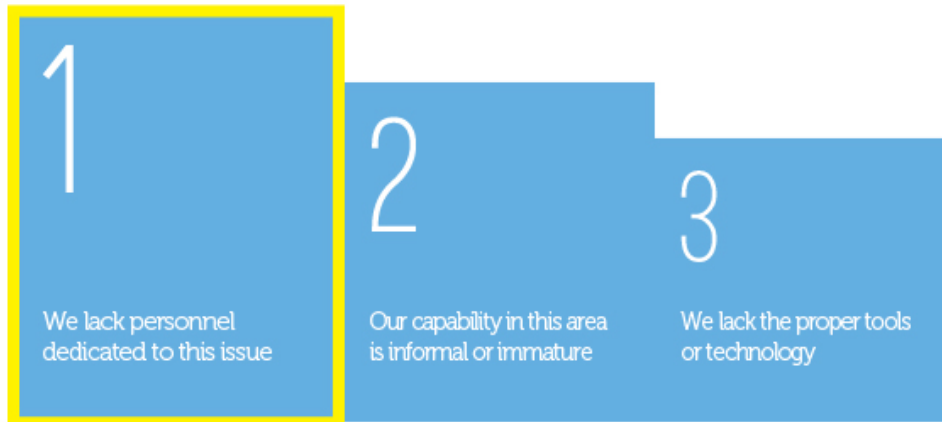 1
We lack personnel
dedicated to this issue
2
Our capability in this area
is informal or immature
3
We lack the proper tools
or technology